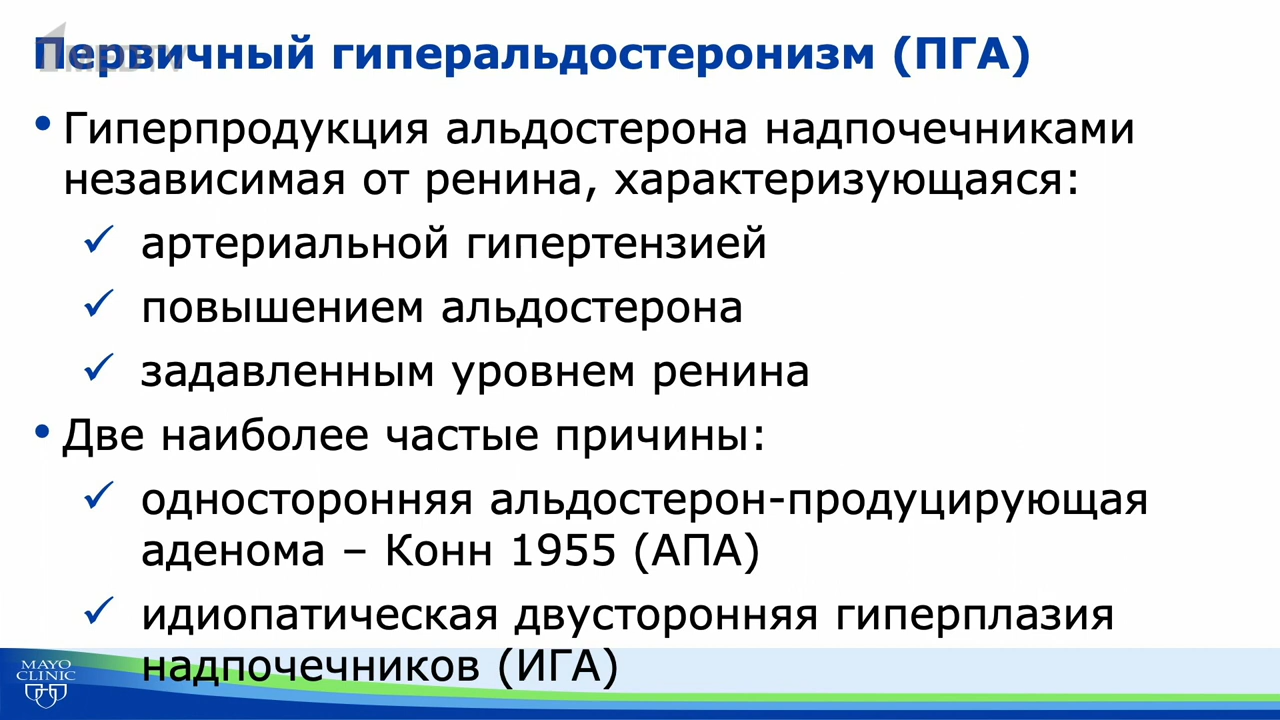 Первичный гиперальдостеронизм (ПГА)
• Гиперпродукция альдостерона надпочечниками
независимая от ренина, характеризующаяся:
✓ артериальной гипертензией
✓ повышением альдостерона
✓ задавленным уровнем ренина
• Две наиболее частые причины:
✓ односторонняя альдостерон-продуцирующая
аденома – Конн 1955 (АПА)
✓ идиопатическая двусторонняя гиперплазия
надпочечников (ИГА)
MAYO
CLINIC